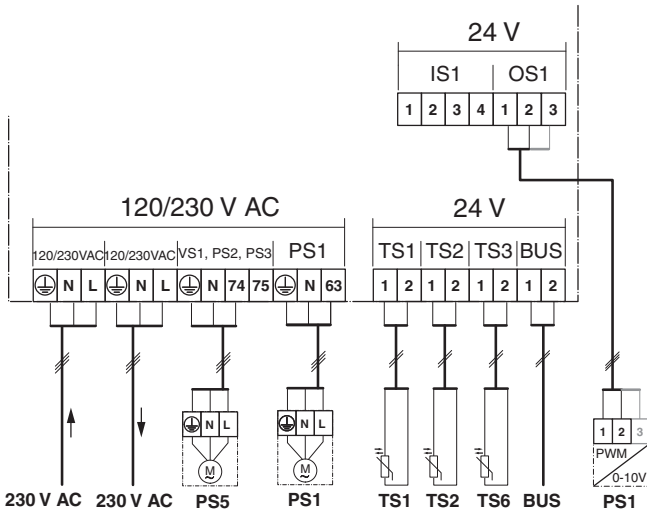 24 V
IS1 OS1
1 2 3 4 1 2 3
120/230 V AC 24 V
120/230VAC 120/230VAC VS1, PS2, PS3 PS1 TS1 TS2 TS3 BUS
N L N L N 74 75 N 63 1 2 1 2 1 2 1 2
N L N L 1 2 3
M M PWM
0-10V
230 V AC 230 V AC PS5 PS1 TS1 TS2 TS6 BUS PS1